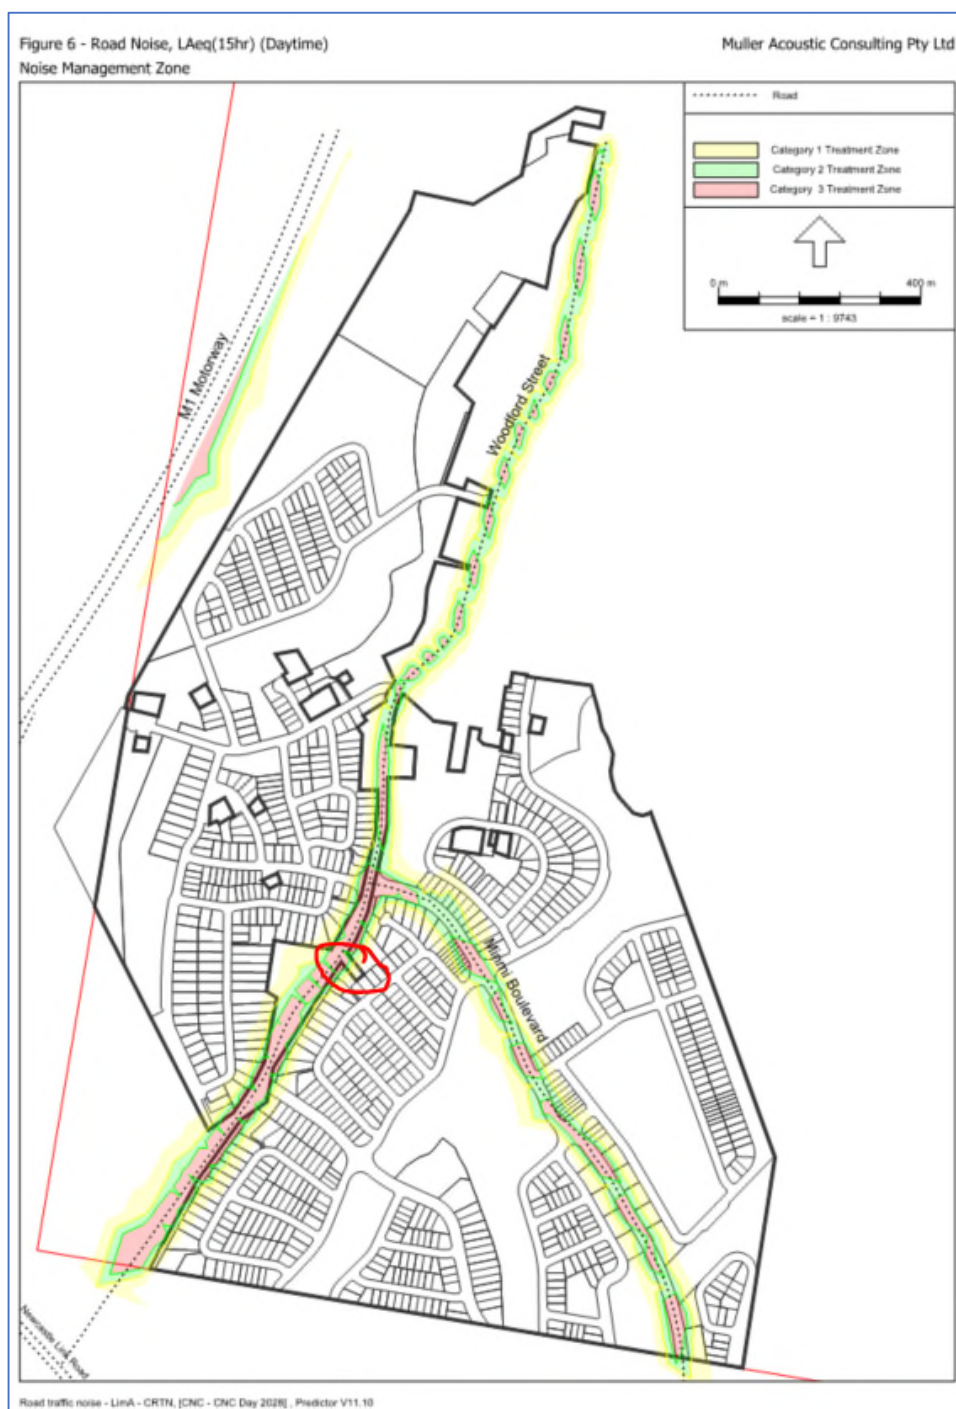 Figure 6 - Road Noise, LAeq(15hr) (Daytime)
Muller Acoustic Consulting Pty Ltd
Noise Management Zone
Road
Category 1 Treatment Zone
Category 2 Treatment Zone
Category 3 Treatment Zone
0 m
400 m
scale = 1 : 9743
M1 Motorway
Woodford Street
Minmi Boulevard
Newcastle Link Road
Road traffic noise - LimA - CRTN, [CNC - CNC Day 2028] , Predictor V11.10